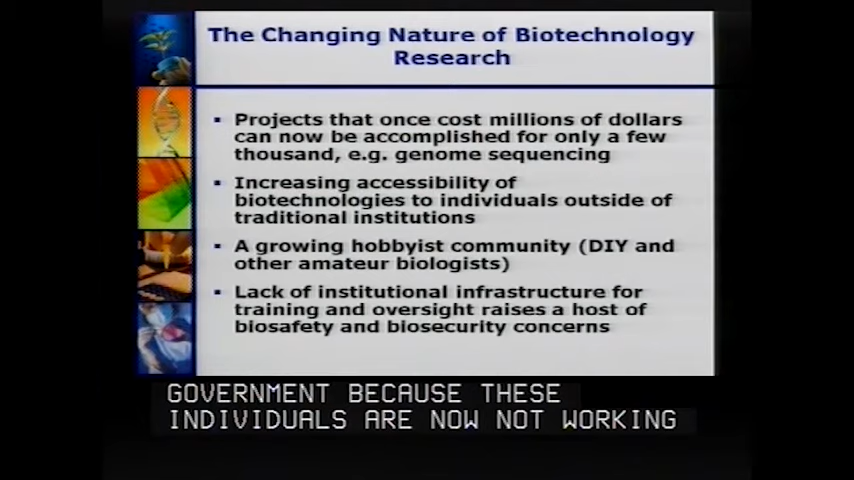 The Changing Nature of Biotechnology
Research
▪ Projects that once cost millions of dollars
can now be accomplished for only a few
thousand, e.g. genome sequencing
▪ Increasing accessibility of
biotechnologies to individuals outside of
traditional institutions
▪ A growing hobbyist community (DIY and
other amateur biologists)
▪ Lack of institutional infrastructure for
training and oversight raises a host of
biosafety and biosecurity concerns
GOVERNMENT BECAUSE THESE
INDIVIDUALS ARE NOW NOT WORKING